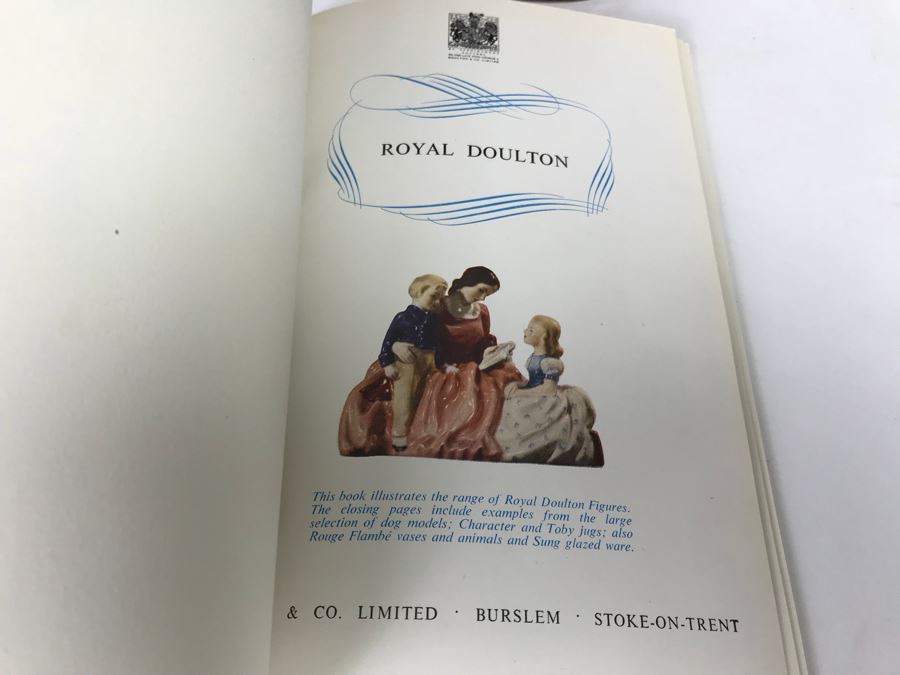 ROYAL DOULTON
This book illustrates the range of Royal Doulton Figures.
The closing pages include examples from the large
selection of dog models; Character and Toby jugs; also
Rouge Flambé vases and animals and Sung glazed ware.
& CO. LIMITED · BURSLEM · STOKE-ON-TRENT